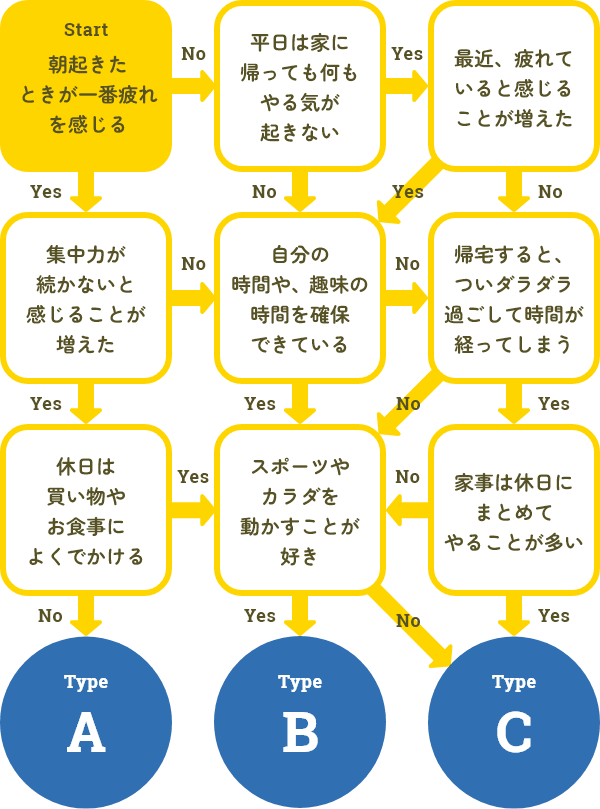 Start
朝起きた
ときが一番疲れ
を感じる
No
平日は家に
帰っても何も
やる気が
起きない
Yes
最近、疲れて
いると感じる
ことが増えた
Yes
No
Yes
No
集中力が
続かないと
感じることが
増えた
No
自分の
時間や、趣味の
時間を確保
できている
No
帰宅すると、
ついダラダラ
過ごして時間が
経ってしまう
Yes
Yes
No
Yes
休日は
買い物や
お食事に
よくでかける
Yes
スポーツや
カラダを
動かすことが
好き
No
家事は休日に
まとめて
やることが多い
No
Yes
No
Yes
Type
A
Type
B
Type
C